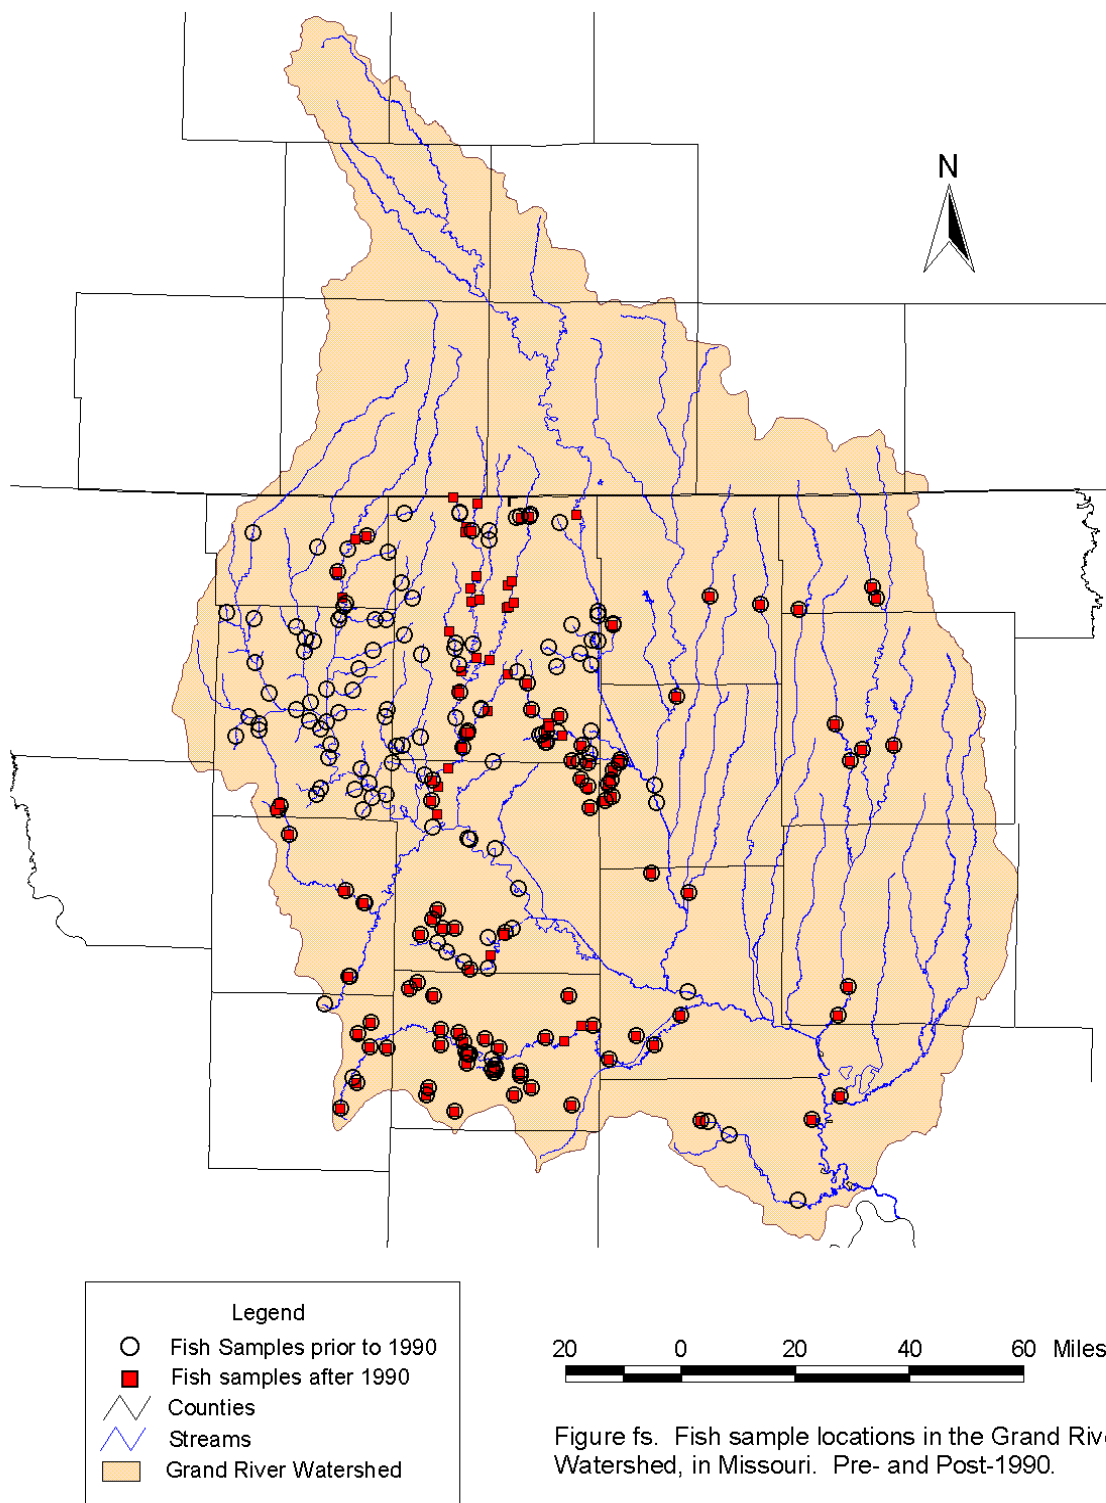 N
Legend
Fish Samples prior to 1990
Fish samples after 1990
Counties
Streams
Grand River Watershed
20 0 20 40 60 Miles
Figure fs. Fish sample locations in the Grand Rive
Watershed, in Missouri. Pre- and Post-1990.